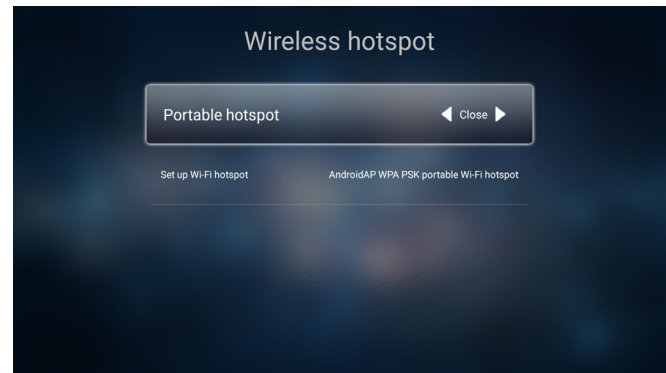 Wireless hotspot
Portable hotspot Close
Set up Wi-Fi hotspot AndroidAP WPA PSK portable Wi-Fi hotspot